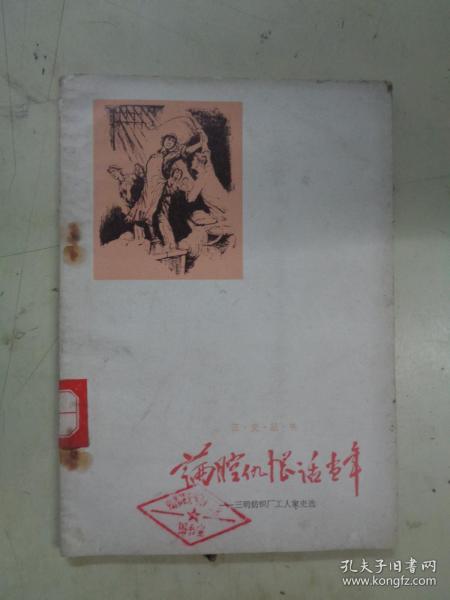 三·史·丛·书
满腔仇恨话当年
——三明纺织厂工人家史选
孔夫子旧书网
www.kongfz.com